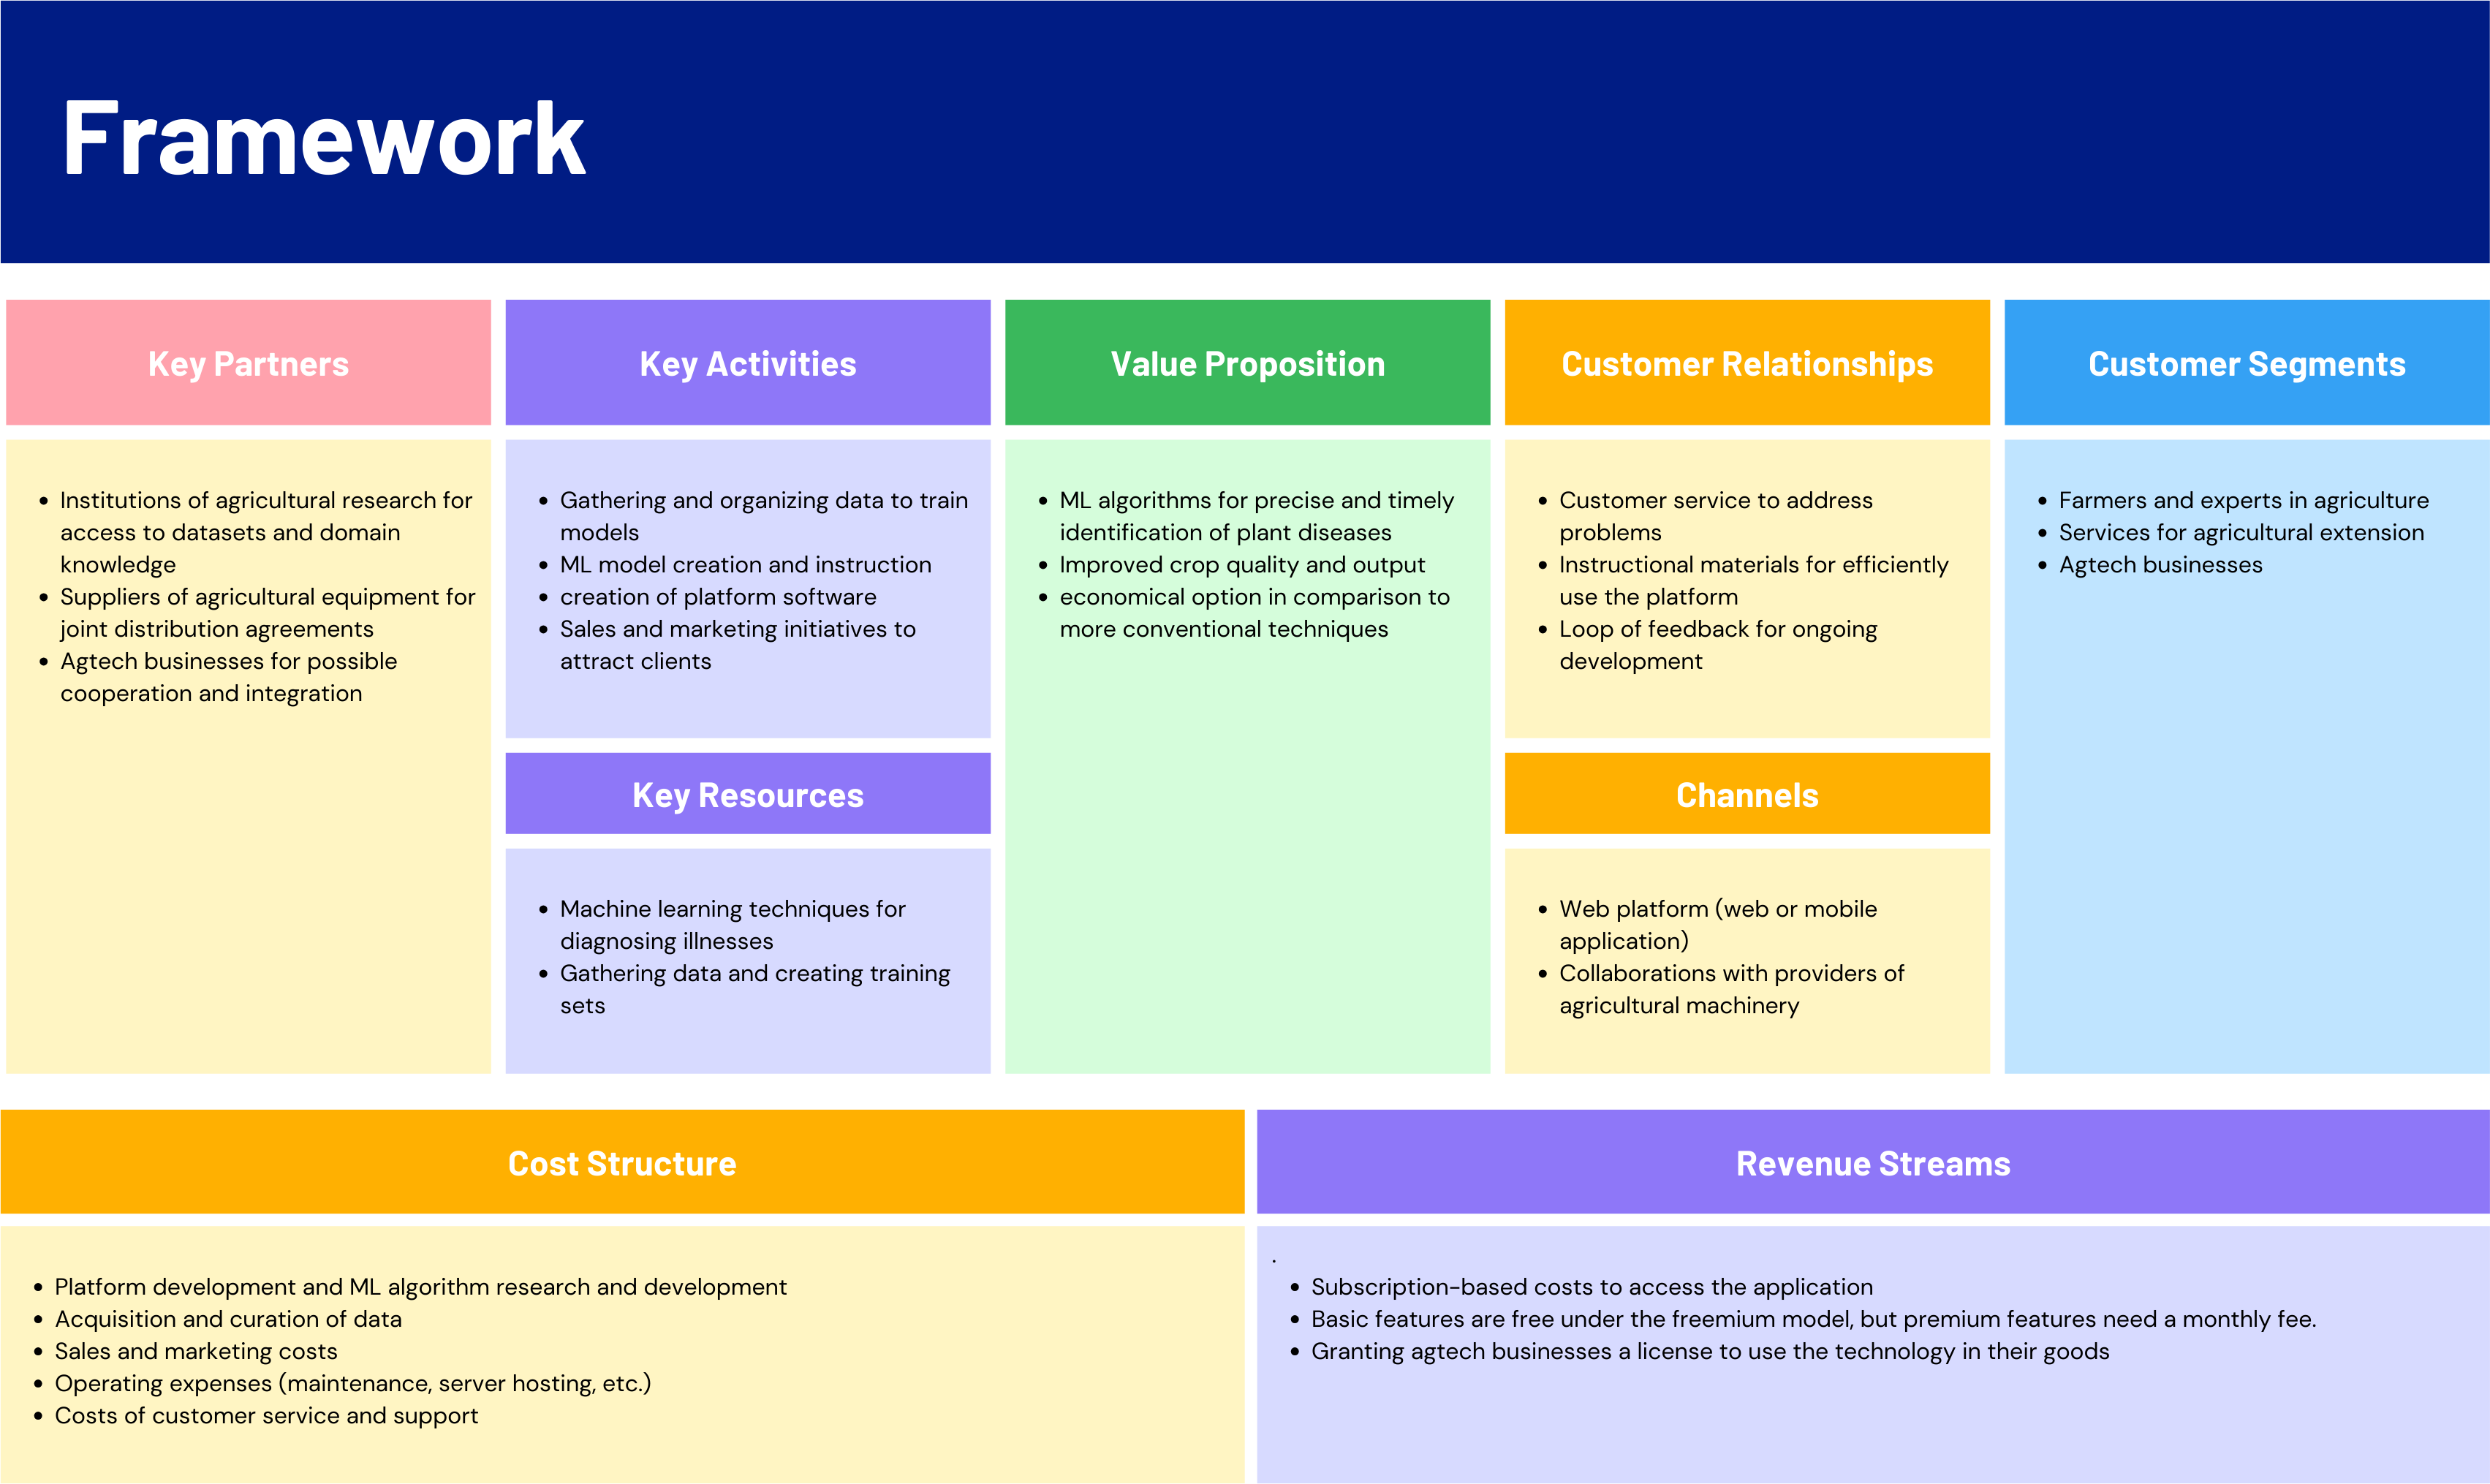 Framework
Key Partners
• Institutions of agricultural research for
access to datasets and domain
knowledge
• Suppliers of agricultural equipment for
joint distribution agreements
• Agtech businesses for possible
cooperation and integration
Key Activities
• Gathering and organizing data to train
models
• ML model creation and instruction
• creation of platform software
• Sales and marketing initiatives to
attract clients
Key Resources
• Machine learning techniques for
diagnosing illnesses
• Gathering data and creating training
sets
Value Proposition
• ML algorithms for precise and timely
identification of plant diseases
• Improved crop quality and output
• economical option in comparison to
more conventional techniques
Customer Relationships
• Customer service to address
problems
• Instructional materials for efficiently
use the platform
• Loop of feedback for ongoing
development
Channels
• Web platform (web or mobile
application)
• Collaborations with providers of
agricultural machinery
Customer Segments
• Farmers and experts in agriculture
• Services for agricultural extension
• Agtech businesses
Cost Structure
• Platform development and ML algorithm research and development
• Acquisition and curation of data
• Sales and marketing costs
• Operating expenses (maintenance, server hosting, etc.)
• Costs of customer service and support
Revenue Streams
.
• Subscription-based costs to access the application
• Basic features are free under the freemium model, but premium features need a monthly fee.
• Granting agtech businesses a license to use the technology in their goods